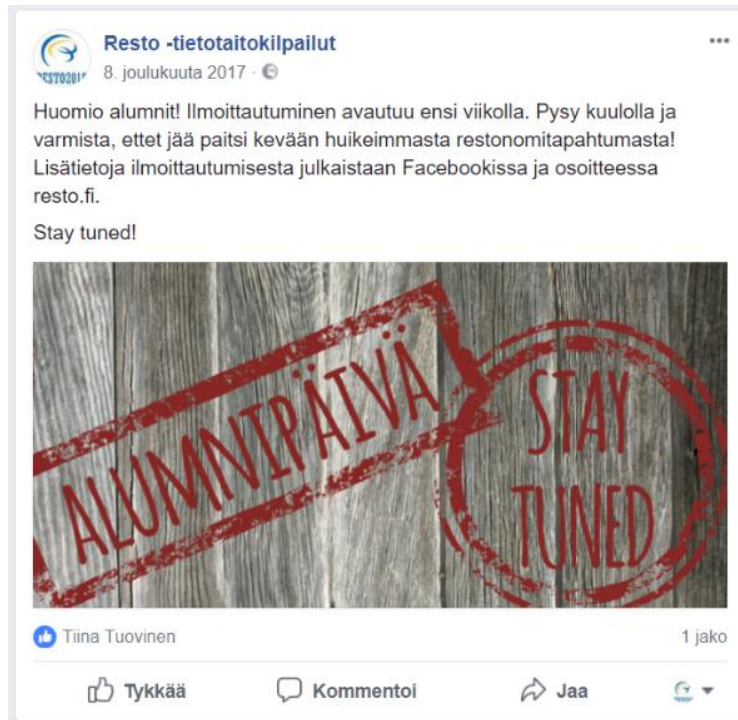 Resto -tietotaitokilpailut
8. joulukuuta 2017
Huomio alumnit! Ilmoittautuminen avautuu ensi viikolla. Pysy kuulolla ja
varmista, ettet jää paitsi kevään huikeimmasta restonomitapahtumasta!
Lisätietoja ilmoittautumisesta julkaistaan Facebookissa ja osoitteessa
resto.fi.
Stay tuned!
ALUMNIPÄIVÄ
STAY
TUNED
Tiina Tuovinen
1 jako
Tykkää
Kommentoi
Jaa